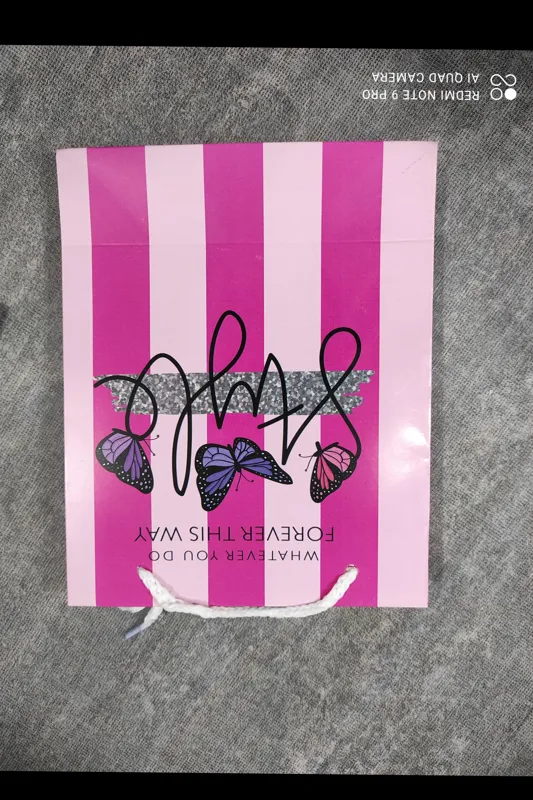 WHATEVER YOU DO
FOREVER THIS WAY
Style
REDMI NOTE 9 PRO
AI QUAD CAMERA